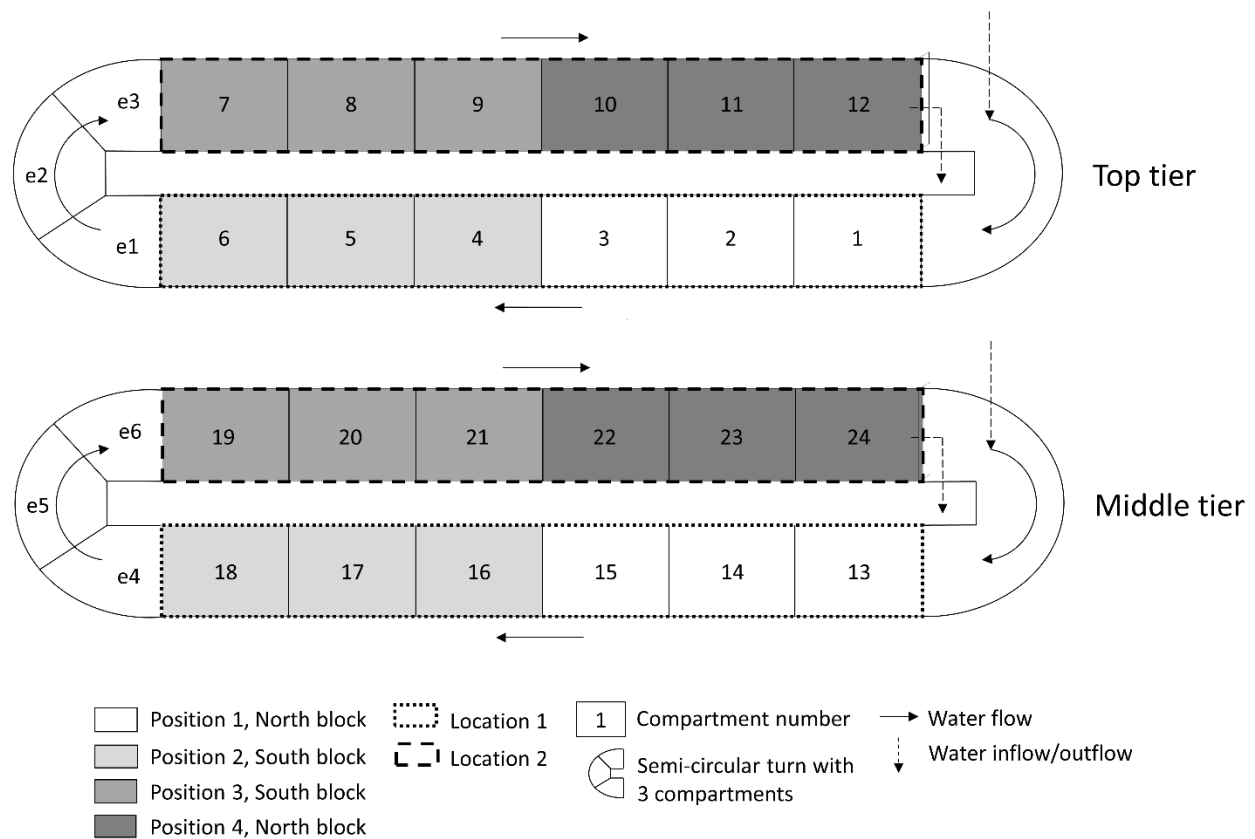 7 8 9 10 11 12
e3
e2
Top tier
e1
6 5 4 3 2 1
19 20 21 22 23 24
e6
e5
Middle tier
e4
18 17 16 15 14 13
Position 1, North block
Position 2, South block
Position 3, South block
Position 4, North block
Location 1
Location 2
1 Compartment number
Semi-circular turn with
3 compartments
Water flow
Water inflow/outflow